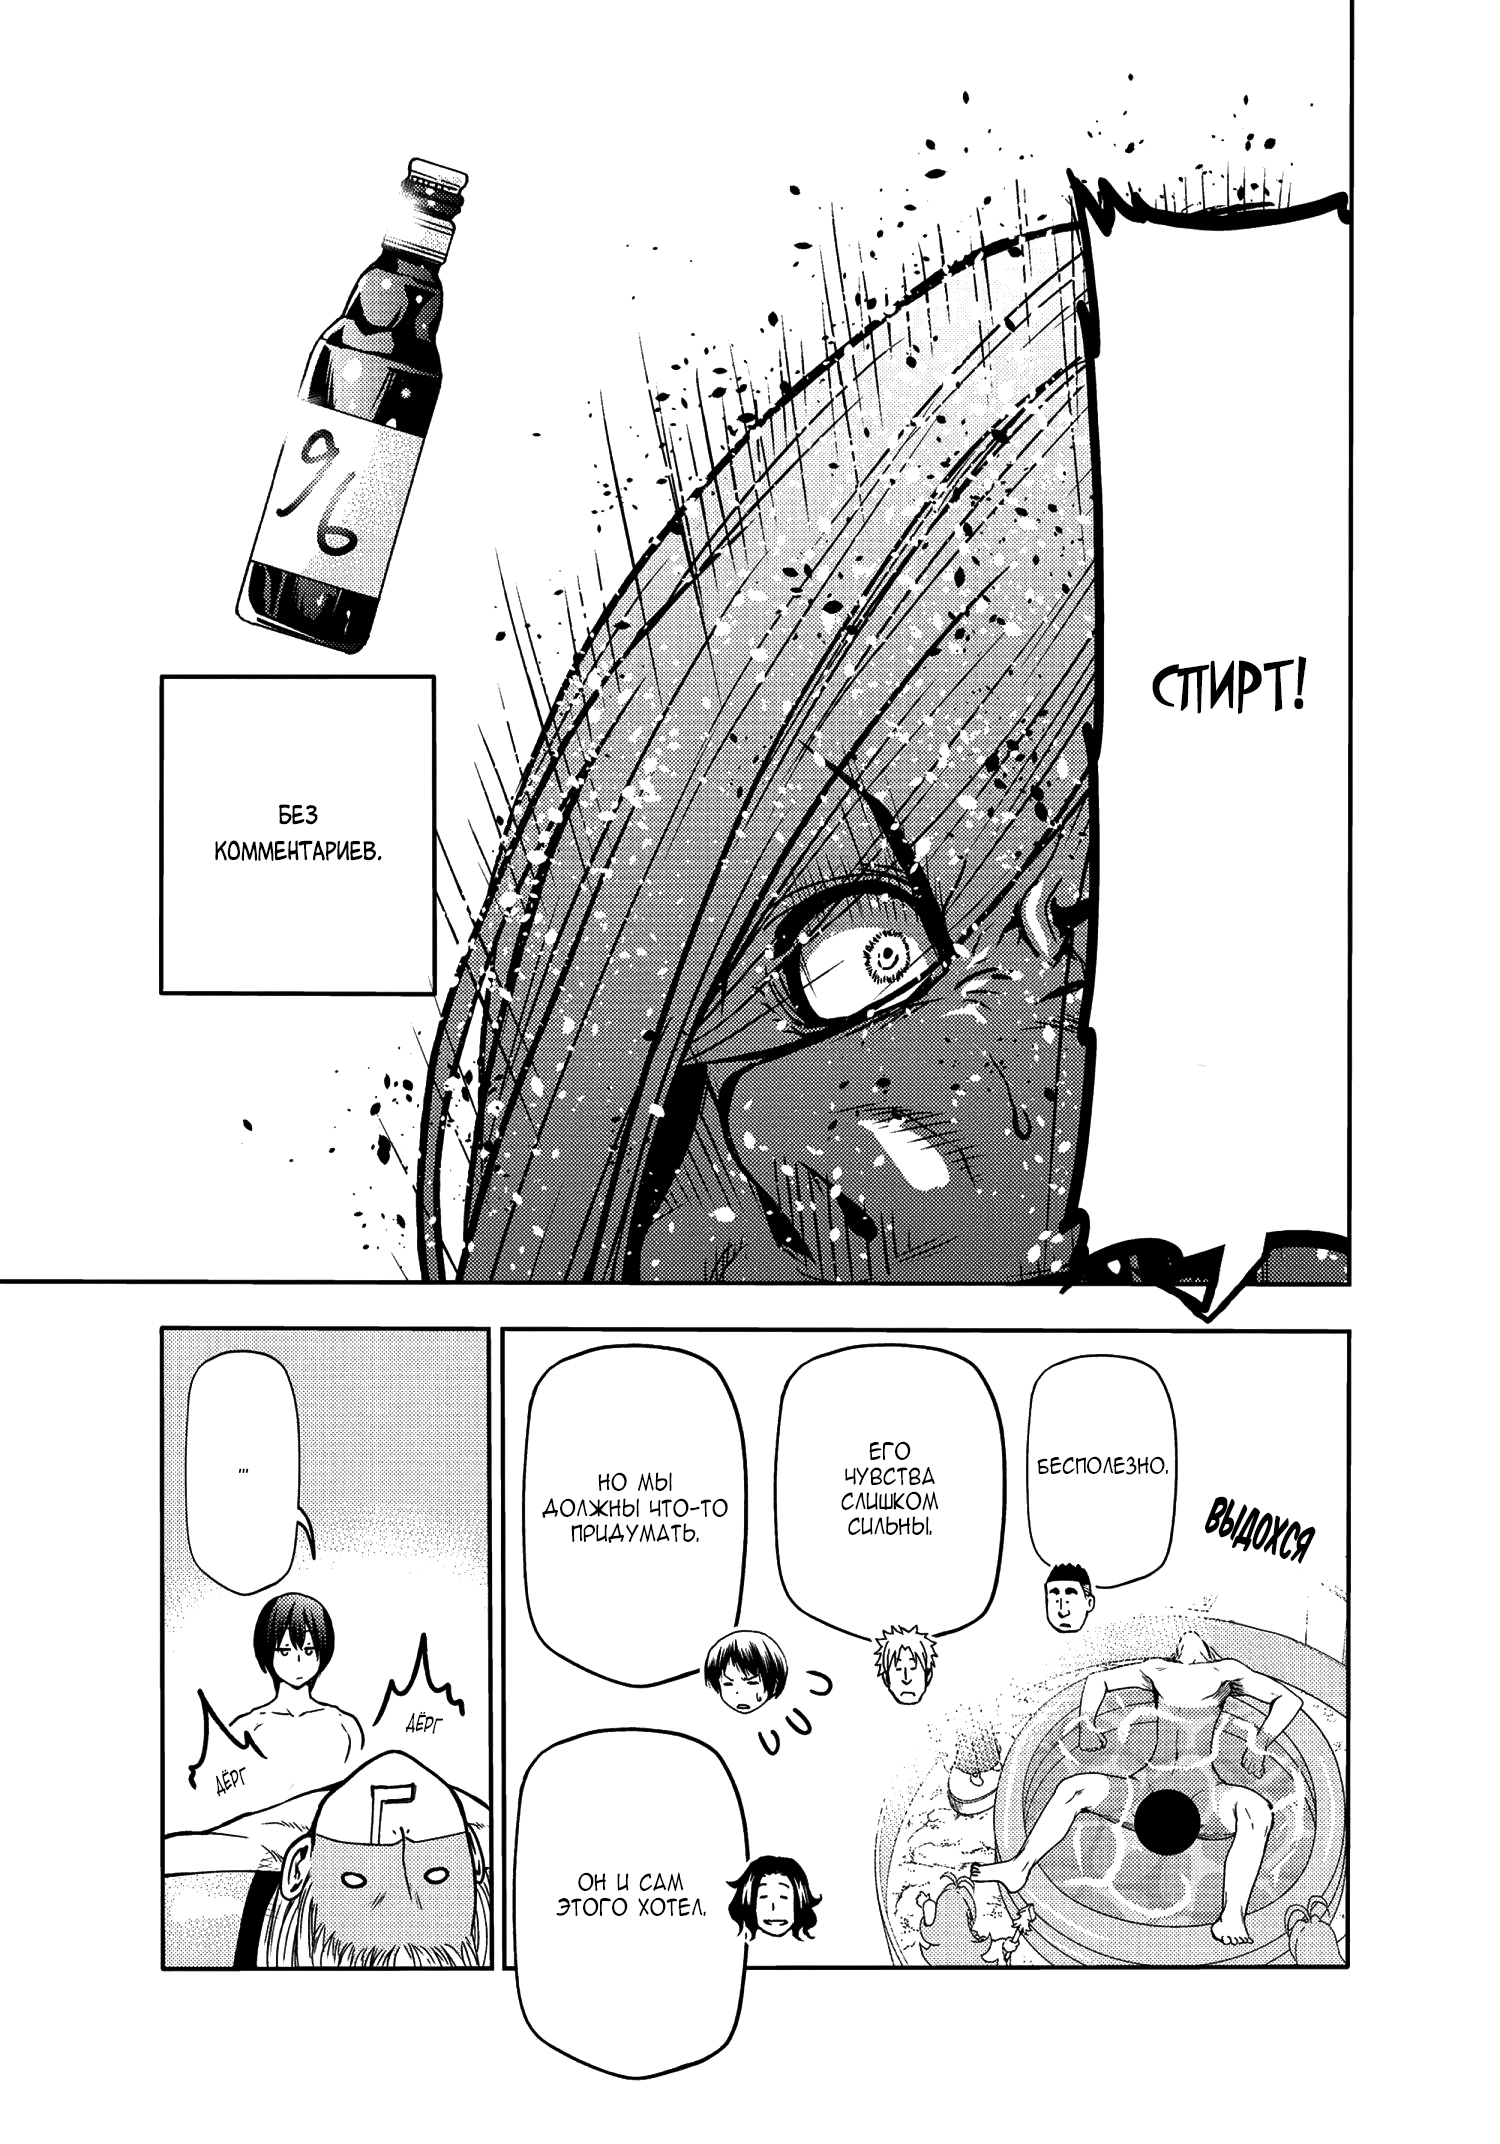 СПИРТ!
96
БЕЗ
КОММЕНТАРИЕВ.
ВЫДОХСЯ
БЕСПОЛЕЗНО.
ЕГО
ЧУВСТВА
СЛИШКОМ
СИЛЬНЫ.
НО МЫ
ДОЛЖНЫ ЧТО-ТО
ПРИДУМАТЬ.
ОН И САМ
ЭТОГО ХОТЕЛ.
...
ДЁРГ
ДЁРГ